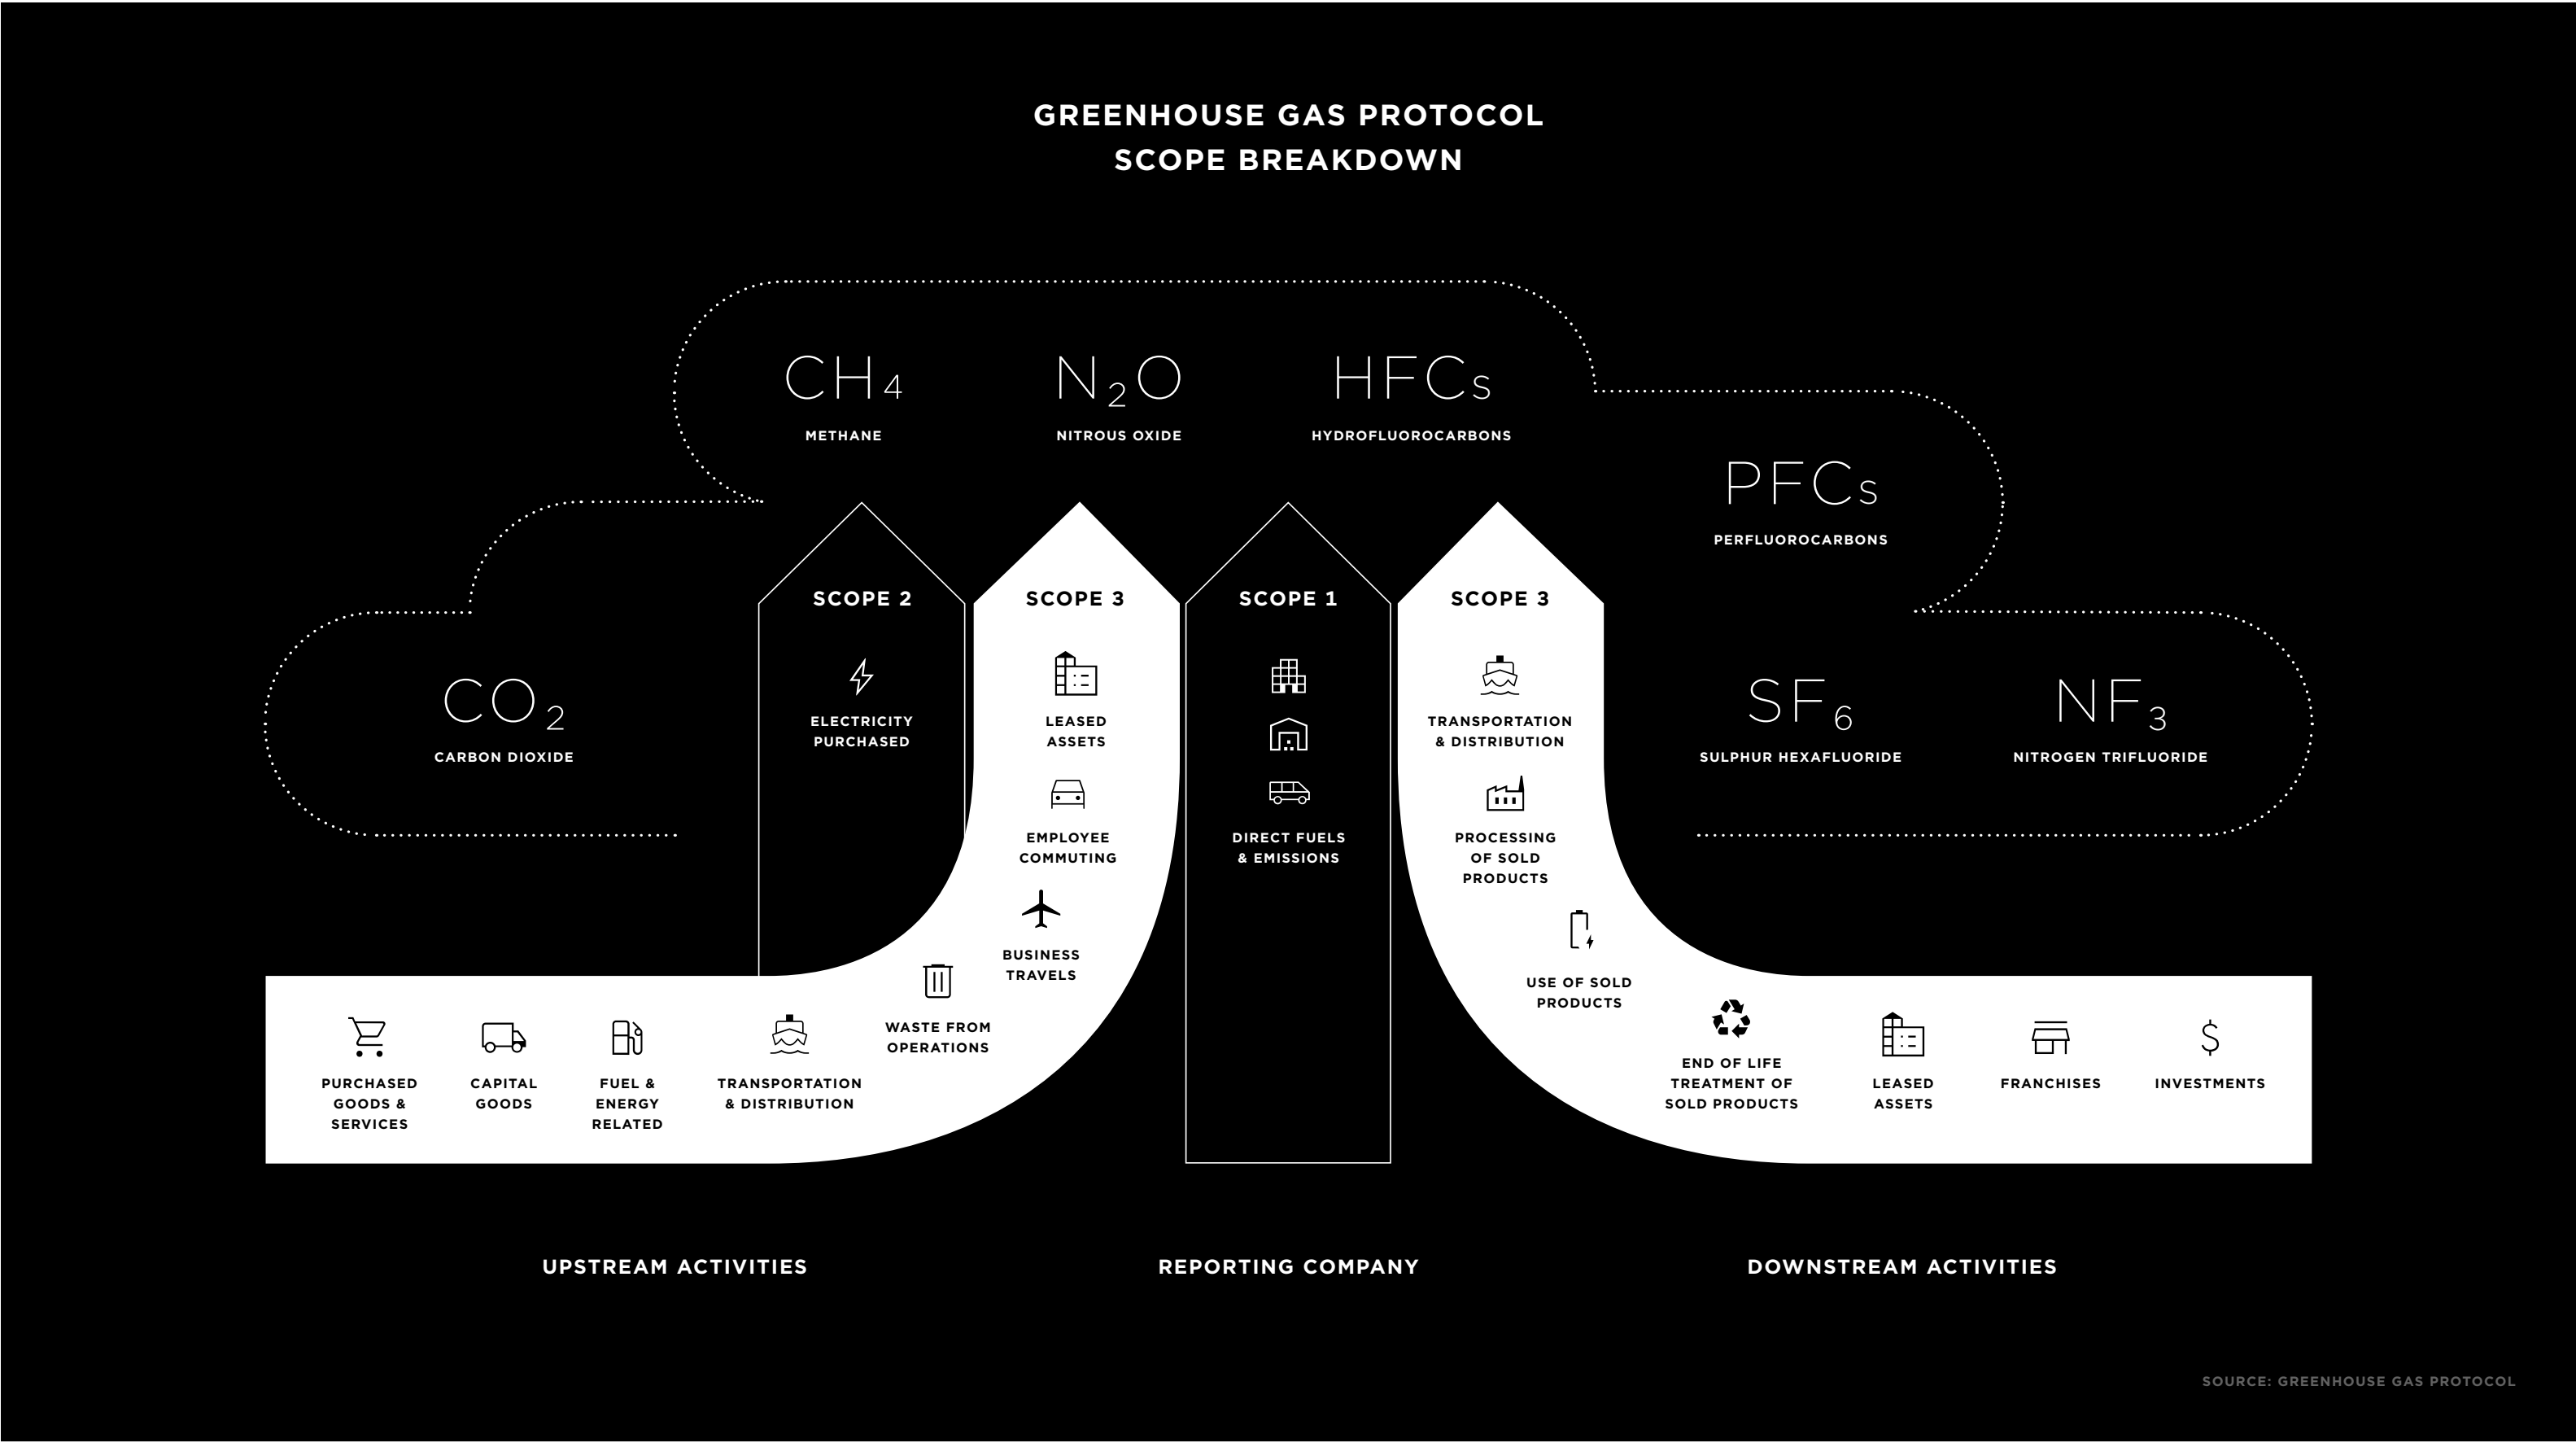 GREENHOUSE GAS PROTOCOL
SCOPE BREAKDOWN
CH4
METHANE
N2O
NITROUS OXIDE
HFCs
HYDROFLUOROCARBONS
PFCs
PERFLUOROCARBONS
CO2
CARBON DIOXIDE
SF6
SULPHUR HEXAFLUORIDE
NF3
NITROGEN TRIFLUORIDE
SCOPE 2
ELECTRICITY
PURCHASED
SCOPE 3
LEASED
ASSETS
EMPLOYEE
COMMUTING
BUSINESS
TRAVELS
WASTE FROM
OPERATIONS
TRANSPORTATION
& DISTRIBUTION
FUEL &
ENERGY
RELATED
CAPITAL
GOODS
PURCHASED
GOODS &
SERVICES
SCOPE 1
DIRECT FUELS
& EMISSIONS
SCOPE 3
TRANSPORTATION
& DISTRIBUTION
PROCESSING
OF SOLD
PRODUCTS
USE OF SOLD
PRODUCTS
END OF LIFE
TREATMENT OF
SOLD PRODUCTS
LEASED
ASSETS
FRANCHISES
$
INVESTMENTS
UPSTREAM ACTIVITIES
REPORTING COMPANY
DOWNSTREAM ACTIVITIES
SOURCE: GREENHOUSE GAS PROTOCOL